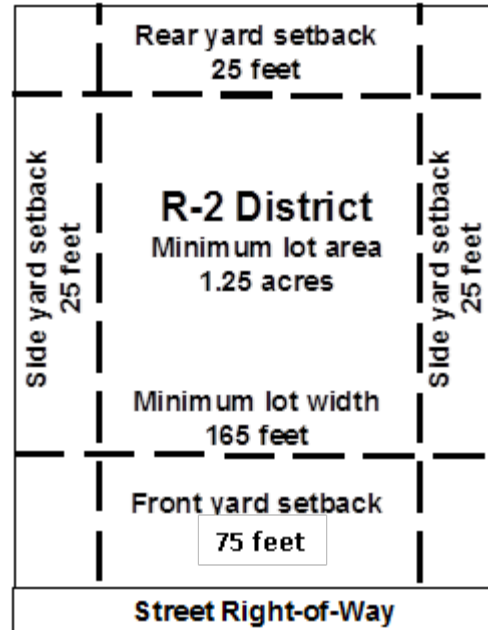 Rear yard setback
25 feet
Side yard setback
25 feet
R-2 District
Minimum lot area
1.25 acres
Side yard setback
25 feet
Minimum lot width
165 feet
Front yard setback
75 feet
Street Right-of-Way